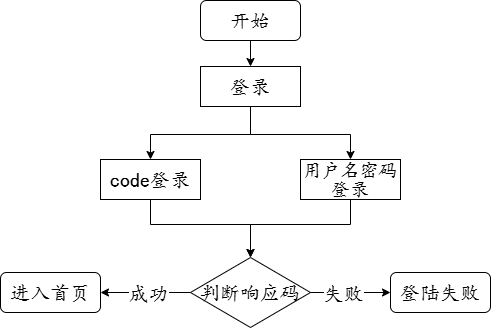 开始
登录
code登录
用户名密码
登录
进入首页
成功
判断响应码
失败
登陆失败